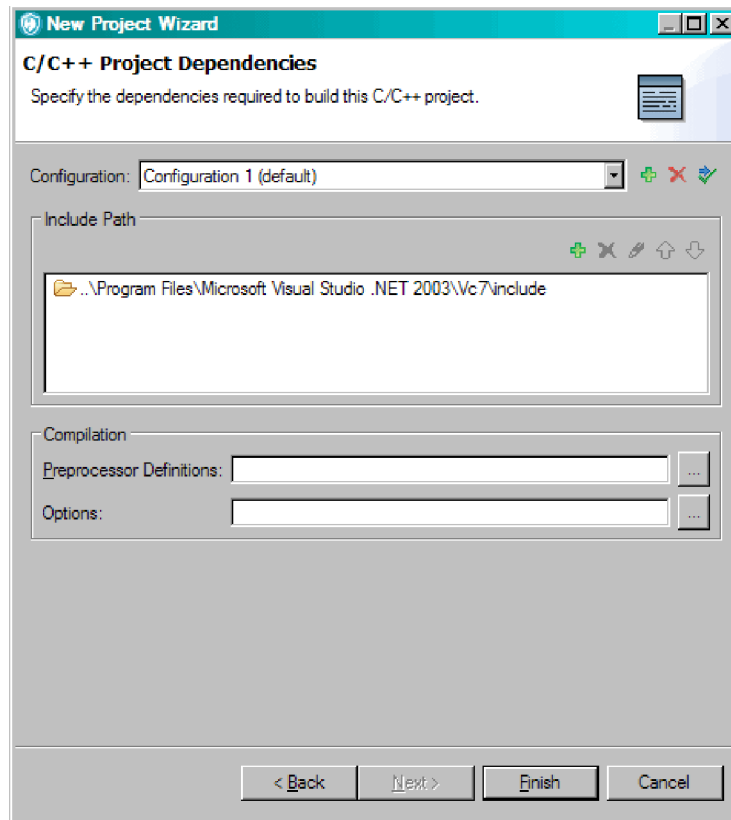 New Project Wizard
C/C++ Project Dependencies
Specify the dependencies required to build this C/C++ project.
Configuration: Configuration 1 (default)
Include Path
..\Program Files\Microsoft Visual Studio .NET 2003\Vc7\include
Compilation
Preprocessor Definitions: ...
Options: ...
< Back Next > Finish Cancel